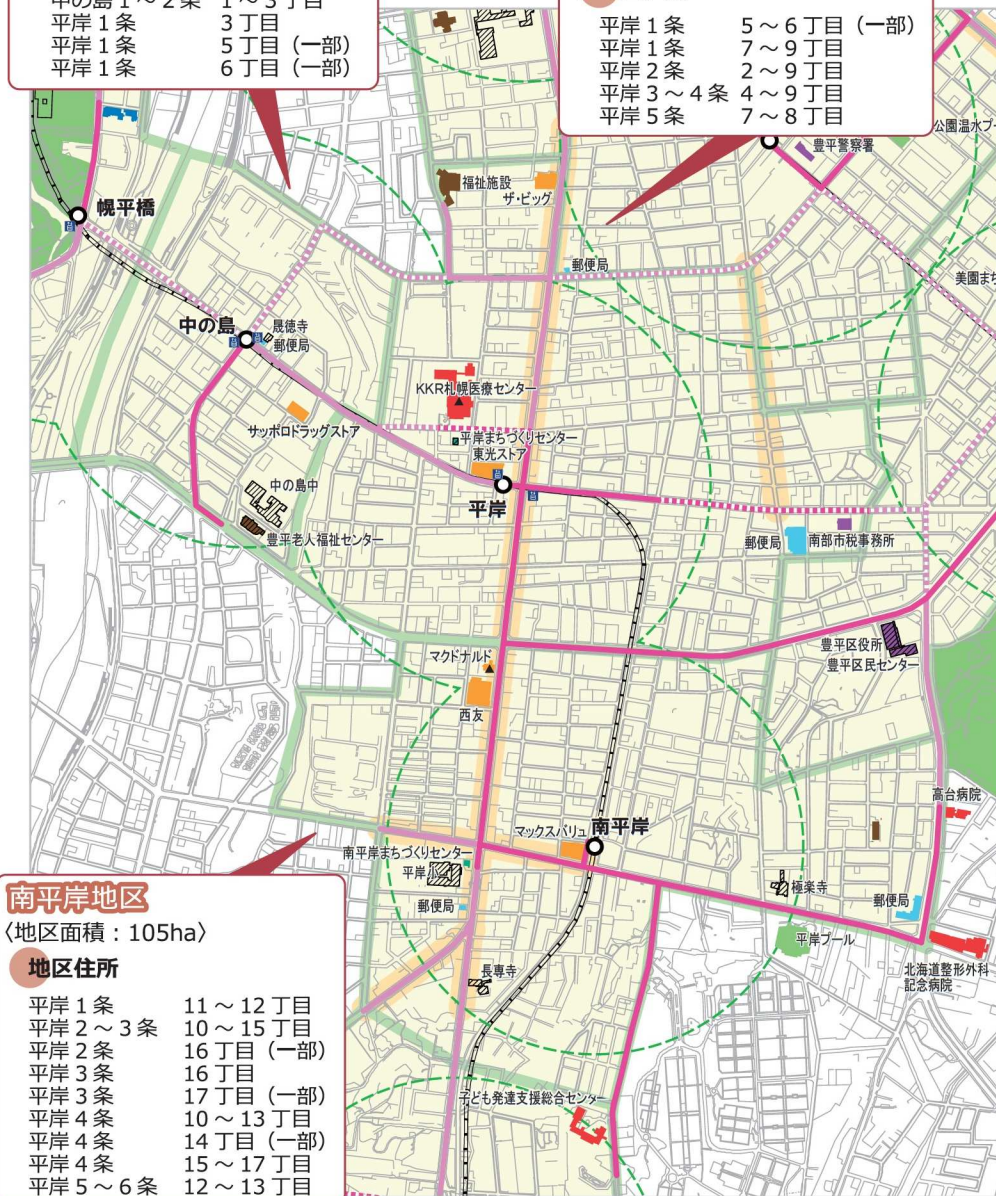 中の島1～2条 1～3丁目
平岸1条 3丁目
平岸1条 5丁目（一部）
平岸1条 6丁目（一部）
平岸1条 5～6丁目（一部）
平岸1条 7～9丁目
平岸2条 2～9丁目
平岸3～4条 4～9丁目
平岸5条 7～8丁目
公園温水プー
豊平警察署
福祉施設
ザ・ビッグ
幌平橋
郵便局
美園まち
中の島
晟徳寺
郵便局
KKR札幌医療センター
サッポロドラッグストア
平岸まちづくりセンター
東光ストア
平岸
中の島中
豊平老人福祉センター
郵便局
南部市税事務所
豊平区役所
豊平区民センター
マクドナルド
西友
高台病院
マックスバリュ
南平岸
南平岸まちづくりセンター
平岸小
郵便局
極楽寺
郵便局
平岸プール
北海道整形外科
記念病院
長専寺
子ども発達支援総合センター
南平岸地区
〈地区面積：105ha〉
地区住所
平岸1条 11～12丁目
平岸2～3条 10～15丁目
平岸2条 16丁目（一部）
平岸3条 16丁目
平岸3条 17丁目（一部）
平岸4条 10～13丁目
平岸4条 14丁目（一部）
平岸4条 15～17丁目
平岸5～6条 12～13丁目